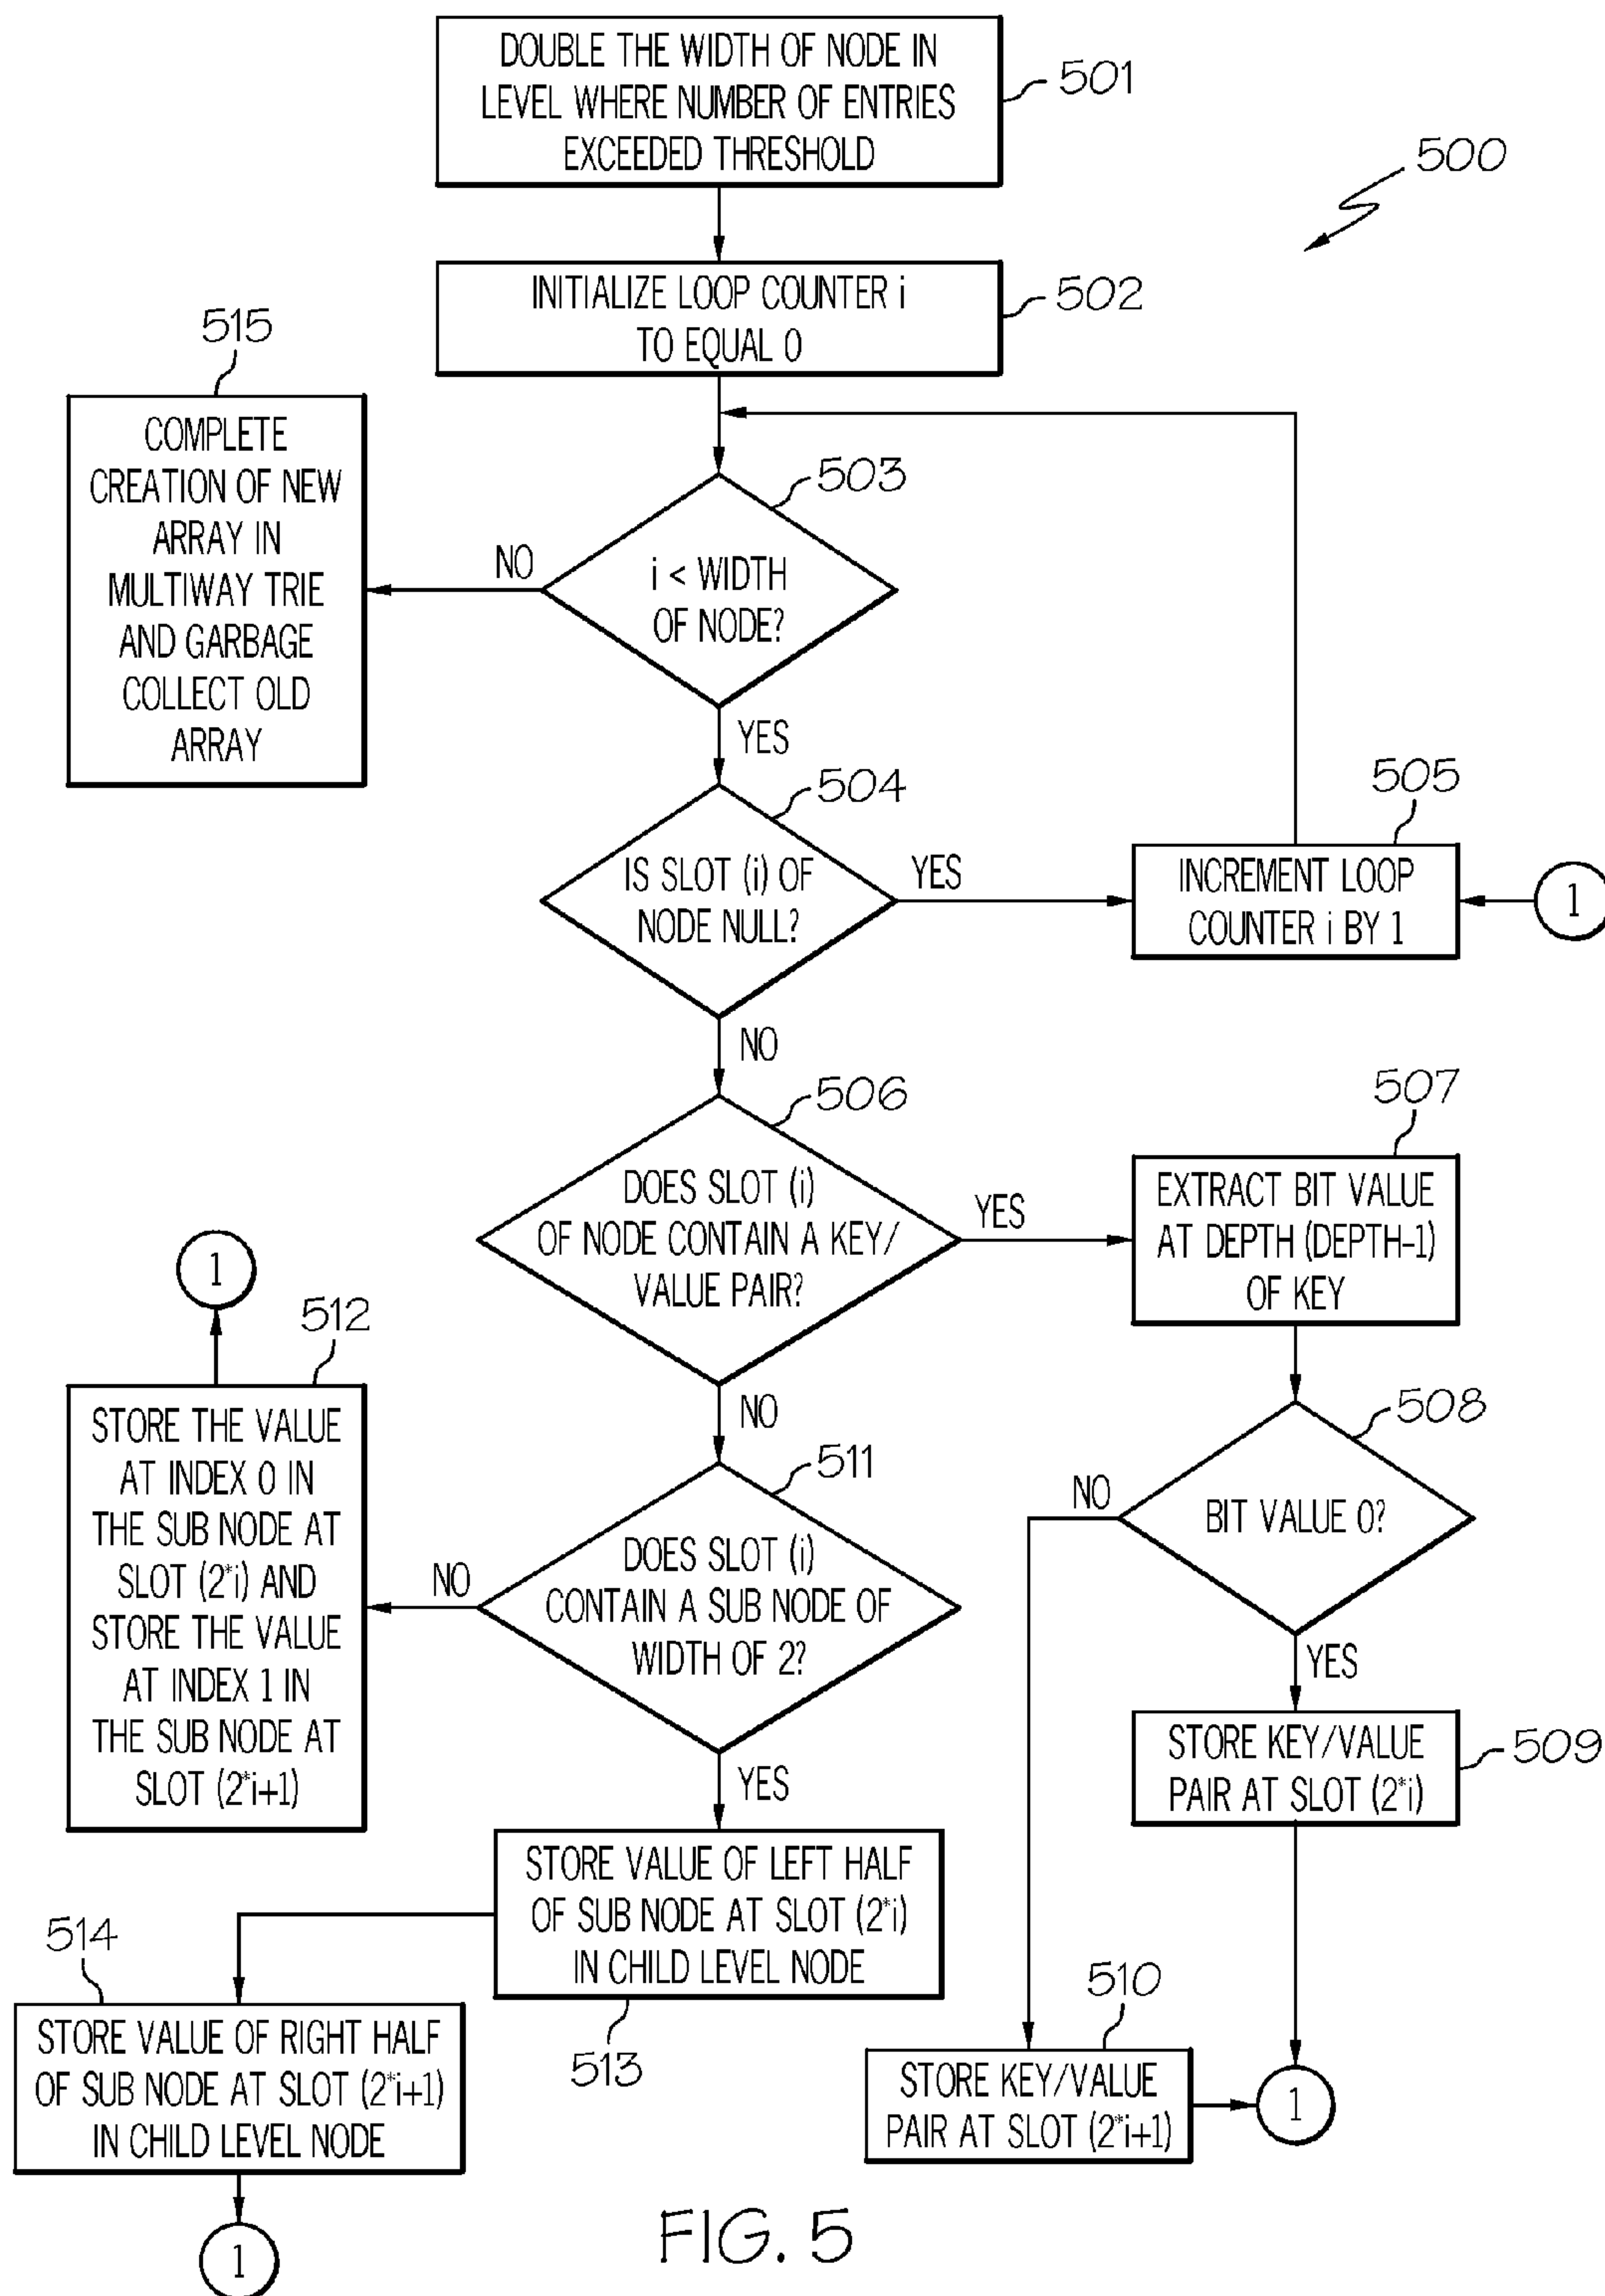 DOUBLE THE WIDTH OF NODE IN
LEVEL WHERE NUMBER OF ENTRIES
EXCEEDED THRESHOLD
501
500
INITIALIZE LOOP COUNTER i
TO EQUAL 0
502
515
COMPLETE
CREATION OF NEW
ARRAY IN
MULTIWAY TRIE
AND GARBAGE
COLLECT OLD
ARRAY
503
NO
i < WIDTH
OF NODE?
YES
504
IS SLOT (i) OF
NODE NULL?
YES
505
INCREMENT LOOP
COUNTER i BY 1
1
NO
506
DOES SLOT (i)
OF NODE CONTAIN A KEY/
VALUE PAIR?
YES
507
EXTRACT BIT VALUE
AT DEPTH (DEPTH-1)
OF KEY
1
512
STORE THE VALUE
AT INDEX 0 IN
THE SUB NODE AT
SLOT (2*i) AND
STORE THE VALUE
AT INDEX 1 IN
THE SUB NODE AT
SLOT (2*i+1)
NO
511
DOES SLOT (i)
CONTAIN A SUB NODE OF
WIDTH OF 2?
NO
508
NO
BIT VALUE 0?
YES
509
STORE KEY/VALUE
PAIR AT SLOT (2*i)
YES
STORE VALUE OF LEFT HALF
OF SUB NODE AT SLOT (2*i)
IN CHILD LEVEL NODE
513
514
STORE VALUE OF RIGHT HALF
OF SUB NODE AT SLOT (2*i+1)
IN CHILD LEVEL NODE
510
STORE KEY/VALUE
PAIR AT SLOT (2*i+1)
1
1
FIG. 5